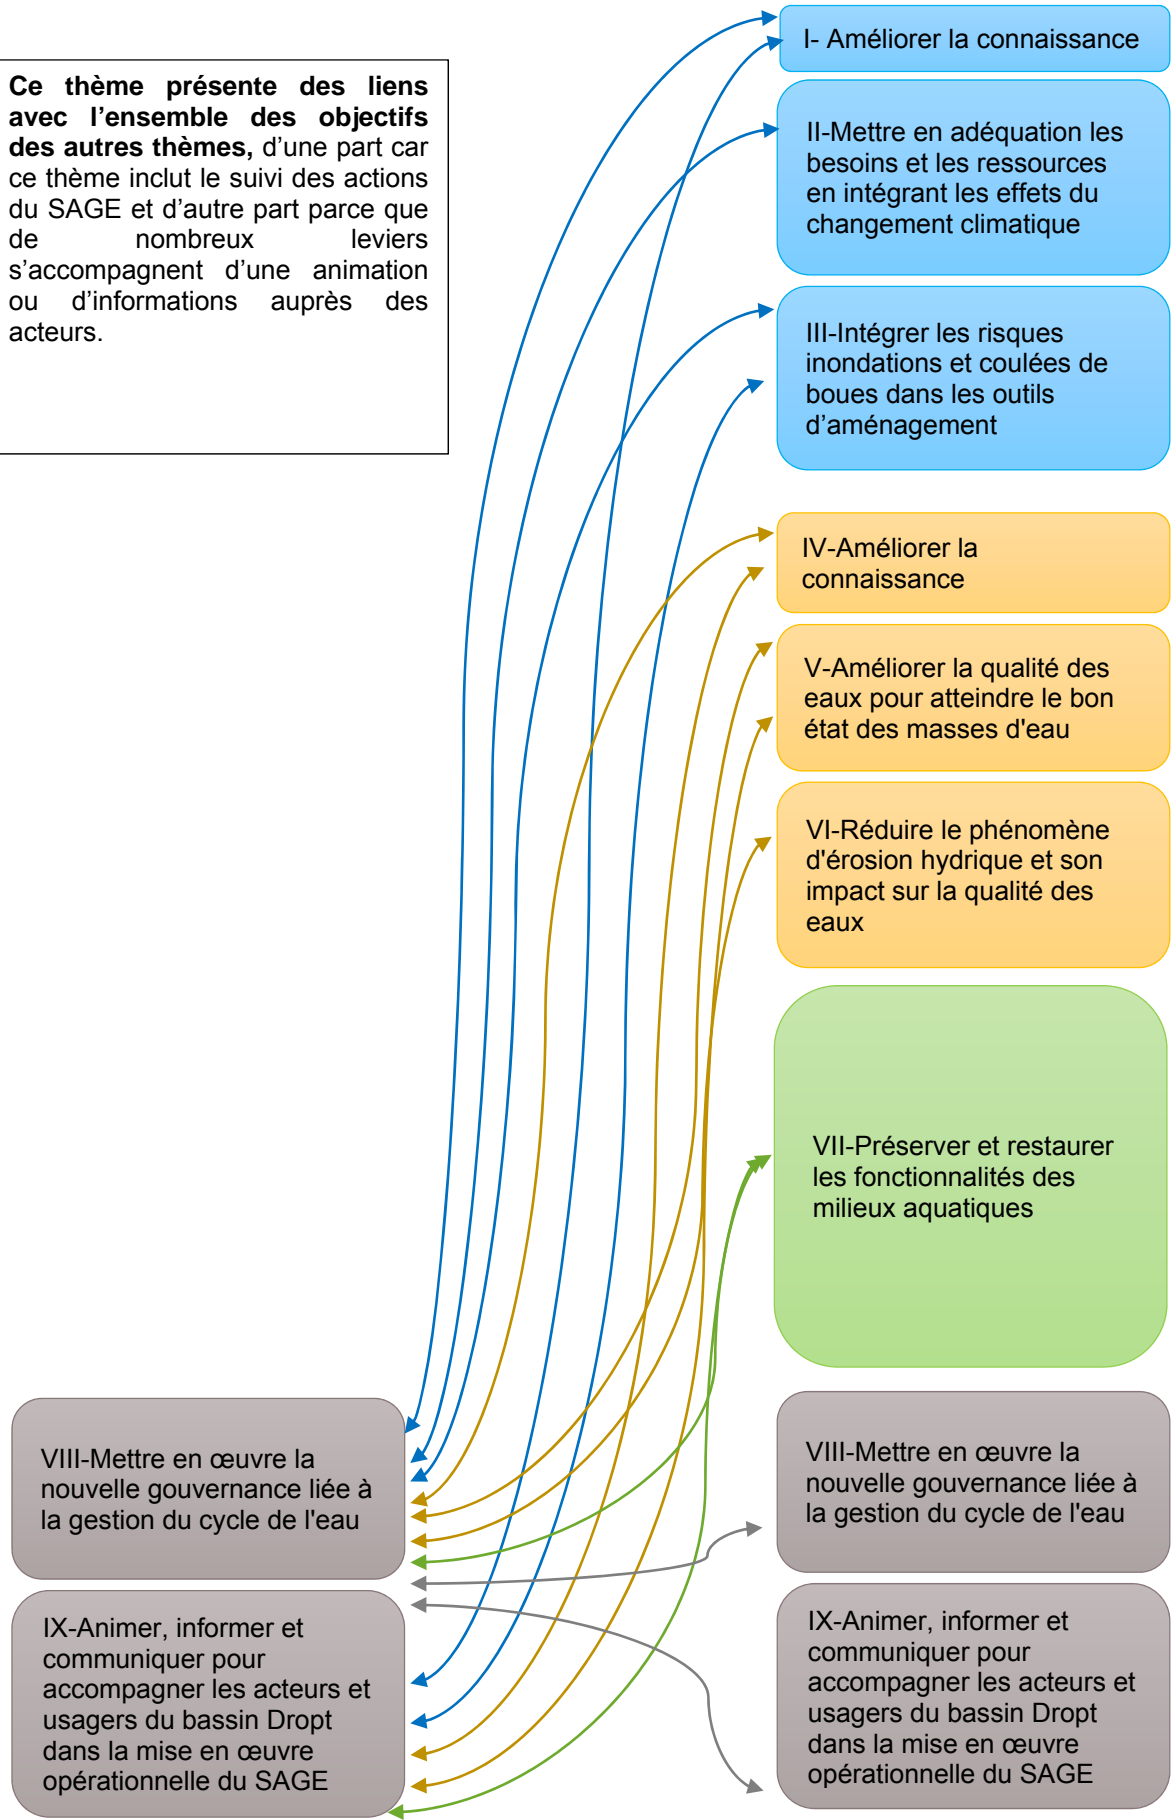 Ce thème présente des liens
avec l’ensemble des objectifs
des autres thèmes, d’une part car
ce thème inclut le suivi des actions
du SAGE et d’autre part parce que
de nombreux leviers
s’accompagnent d’une animation
ou d’informations auprès des
acteurs.
I- Améliorer la connaissance
II-Mettre en adéquation les
besoins et les ressources
en intégrant les effets du
changement climatique
III-Intégrer les risques
inondations et coulées de
boues dans les outils
d’aménagement
IV-Améliorer la
connaissance
V-Améliorer la qualité des
eaux pour atteindre le bon
état des masses d'eau
VI-Réduire le phénomène
d'érosion hydrique et son
impact sur la qualité des
eaux
VII-Préserver et restaurer
les fonctionnalités des
milieux aquatiques
VIII-Mettre en œuvre la
nouvelle gouvernance liée à
la gestion du cycle de l'eau
IX-Animer, informer et
communiquer pour
accompagner les acteurs et
usagers du bassin Dropt
dans la mise en œuvre
opérationnelle du SAGE
VIII-Mettre en œuvre la
nouvelle gouvernance liée à
la gestion du cycle de l'eau
IX-Animer, informer et
communiquer pour
accompagner les acteurs et
usagers du bassin Dropt
dans la mise en œuvre
opérationnelle du SAGE